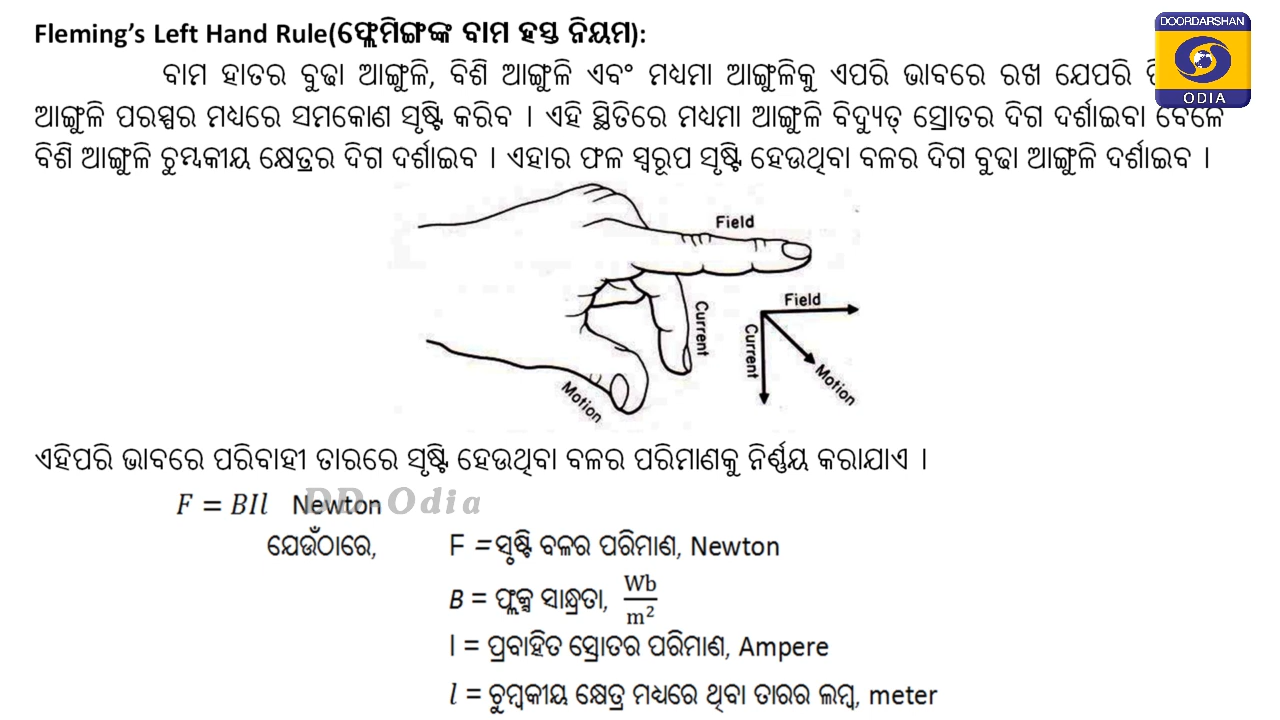 Fleming's Left Hand Rule(ଫ୍ଲେମିଙ୍ଗଙ୍କ ବାମ ହସ୍ତ ନିୟମ):
DOORDARSHAN
ODIA
ବାମ ହାତର ବୁଢା ଆଙ୍ଗୁଳି, ବିଶି ଆଙ୍ଗୁଳି ଏବଂ ମଧ୍ୟମା ଆଙ୍ଗୁଳିକୁ ଏପରି ଭାବରେ ରଖ ଯେପରି
ଆଙ୍ଗୁଳି ପରସ୍ପର ମଧ୍ୟରେ ସମକୋଣ ସୃଷ୍ଟି କରିବ । ଏହି ସ୍ଥିତିରେ ମଧ୍ୟମା ଆଙ୍ଗୁଳି ବିଦ୍ୟୁତ୍ ସ୍ରୋତର ଦିଗ ଦର୍ଶାଇବା ବେଳେ
ବିଶି ଆଙ୍ଗୁଳି ଚୁମ୍ବକୀୟ କ୍ଷେତ୍ରର ଦିଗ ଦର୍ଶାଇବ । ଏହାର ଫଳ ସ୍ୱରୂପ ସୃଷ୍ଟି ହେଉଥିବା ବଳର ଦିଗ ବୁଢା ଆଙ୍ଗୁଳି ଦର୍ଶାଇବ ।
Field
Current
Motion
Field
Current
Motion
ଏହିପରି ଭାବରେ ପରିବାହୀ ତାରରେ ସୃଷ୍ଟି ହେଉଥିବା ବଳର ପରିମାଣକୁ ନିର୍ଣ୍ଣୟ କରାଯାଏ ।
F = BIl Newton
DD-Odia
ଯେଉଁଠାରେ, F = ସୃଷ୍ଟି ବଳର ପରିମାଣ, Newton
B = ଫ୍ଲକ୍ସ ସାନ୍ଧ୍ରତା, Wb/m²
I = ପ୍ରବାହିତ ସ୍ରୋତର ପରିମାଣ, Ampere
l = ଚୁମ୍ବକୀୟ କ୍ଷେତ୍ର ମଧ୍ୟରେ ଥିବା ତାରର ଲମ୍ବ, meter